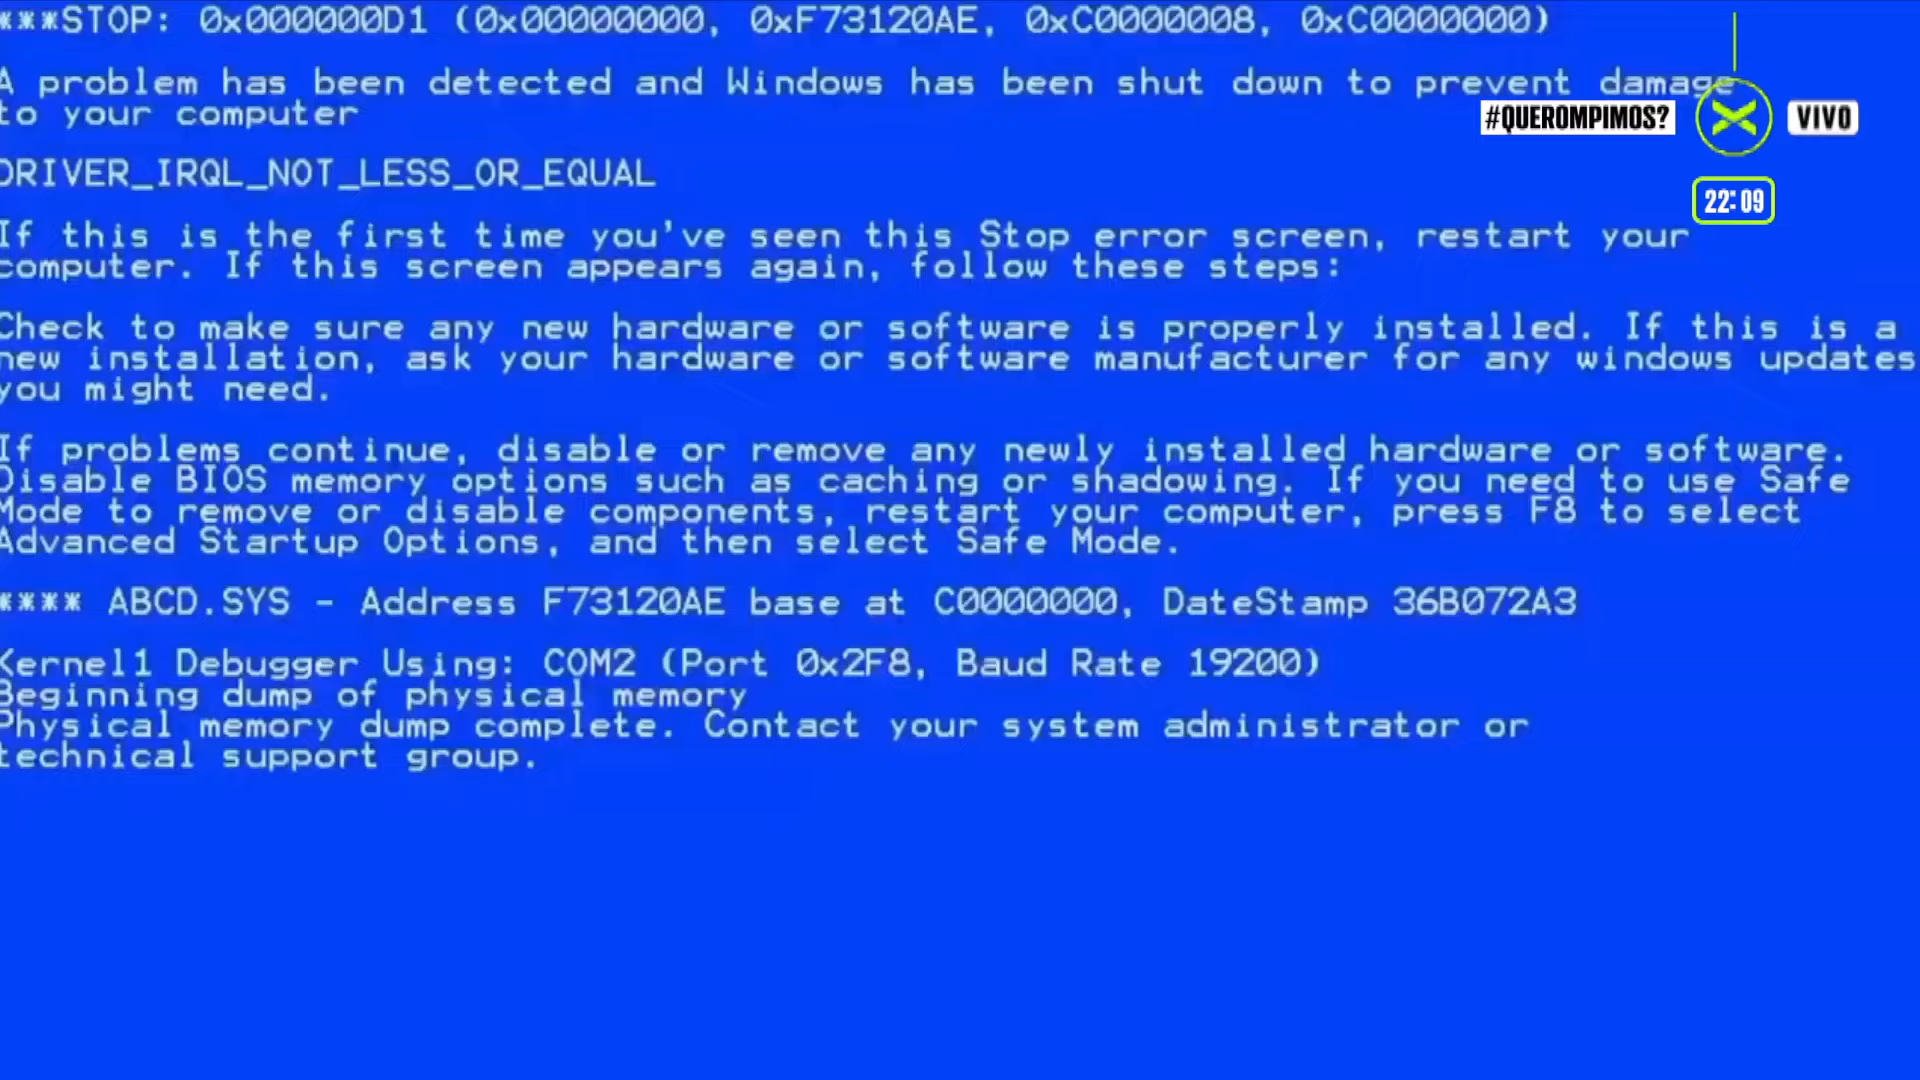 ***STOP: 0x000000D1 (0x00000000, 0xF73120AE, 0xC0000008, 0xC0000000)
A problem has been detected and Windows has been shut down to prevent damage
to your computer
#QUEROMPIMOS?
VIVO
DRIVER_IRQL_NOT_LESS_OR_EQUAL
22:09
If this is the first time you've seen this Stop error screen, restart your
computer. If this screen appears again, follow these steps:
Check to make sure any new hardware or software is properly installed. If this is a
new installation, ask your hardware or software manufacturer for any windows updates
you might need.
If problems continue, disable or remove any newly installed hardware or software.
Disable BIOS memory options such as caching or shadowing. If you need to use Safe
Mode to remove or disable components, restart your computer, press F8 to select
Advanced Startup Options, and then select Safe Mode.
**** ABCD.SYS - Address F73120AE base at C0000000, DateStamp 36B072A3
Kernel1 Debugger Using: COM2 (Port 0x2F8, Baud Rate 19200)
Beginning dump of physical memory
Physical memory dump complete. Contact your system administrator or
technical support group.